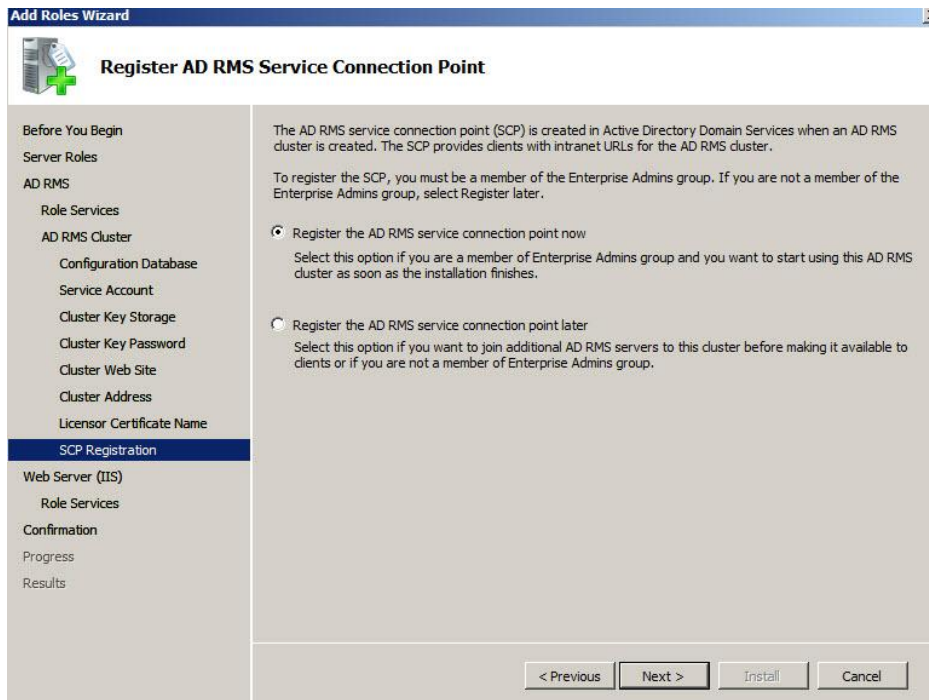 Add Roles Wizard
Register AD RMS Service Connection Point
Before You Begin
Server Roles
AD RMS
Role Services
AD RMS Cluster
Configuration Database
Service Account
Cluster Key Storage
Cluster Key Password
Cluster Web Site
Cluster Address
Licensor Certificate Name
SCP Registration
Web Server (IIS)
Role Services
Confirmation
Progress
Results
The AD RMS service connection point (SCP) is created in Active Directory Domain Services when an AD RMS
cluster is created. The SCP provides clients with intranet URLs for the AD RMS cluster.
To register the SCP, you must be a member of the Enterprise Admins group. If you are not a member of the
Enterprise Admins group, select Register later.
Register the AD RMS service connection point now
Select this option if you are a member of Enterprise Admins group and you want to start using this AD RMS
cluster as soon as the installation finishes.
Register the AD RMS service connection point later
Select this option if you want to join additional AD RMS servers to this cluster before making it available to
clients or if you are not a member of Enterprise Admins group.
< Previous
Next >
Install
Cancel